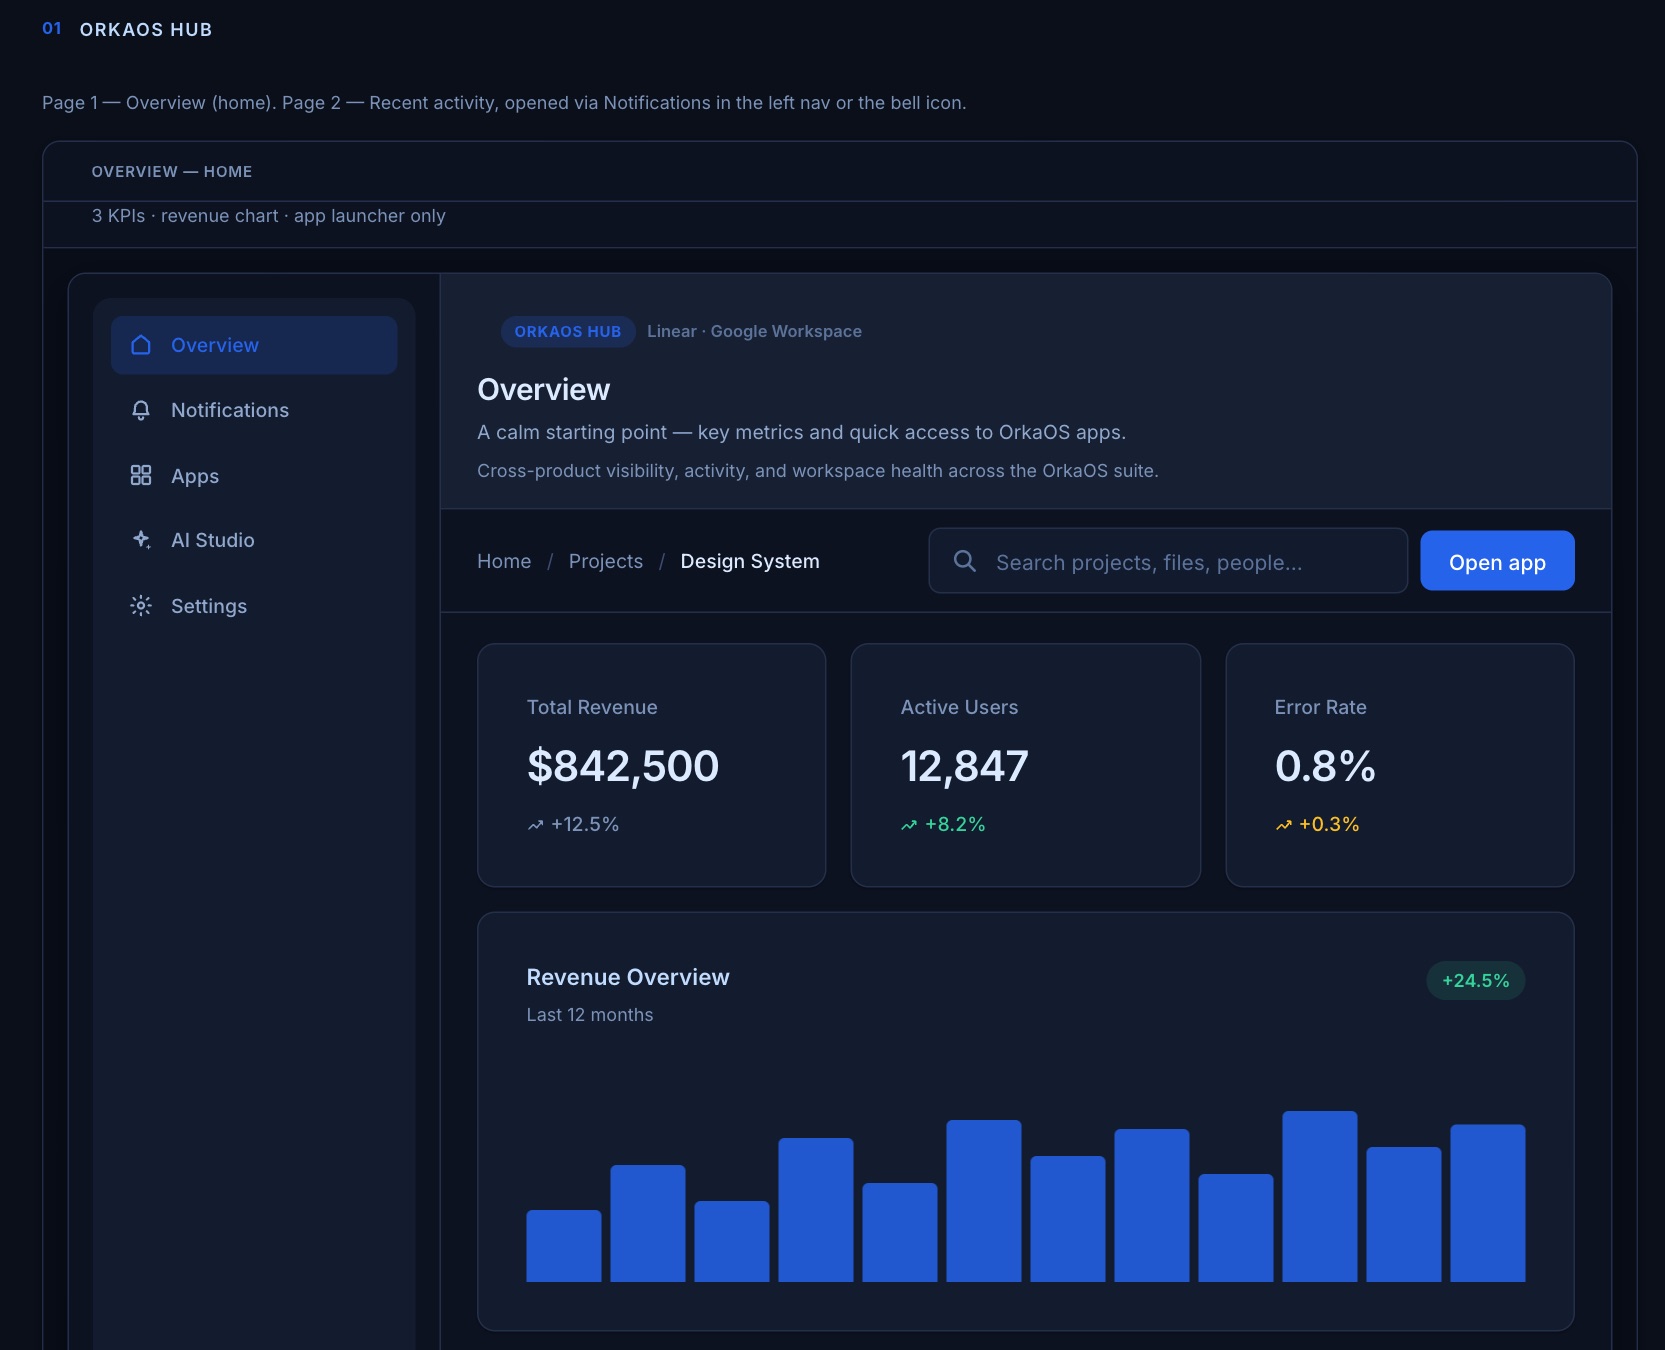 01 ORKAOS HUB
Page 1 — Overview (home). Page 2 — Recent activity, opened via Notifications in the left nav or the bell icon.
OVERVIEW — HOME
3 KPIs · revenue chart · app launcher only
Overview
Notifications
Apps
AI Studio
Settings
ORKAOS HUB Linear · Google Workspace
Overview
A calm starting point — key metrics and quick access to OrkaOS apps.
Cross-product visibility, activity, and workspace health across the OrkaOS suite.
Home / Projects / Design System
Search projects, files, people...
Open app
Total Revenue
$842,500
+12.5%
Active Users
12,847
+8.2%
Error Rate
0.8%
+0.3%
Revenue Overview
+24.5%
Last 12 months